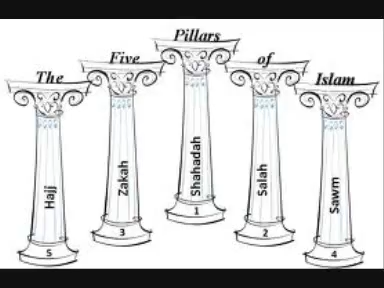 The Five Pillars of Islam
Hajj
Zakah
Shahadah
Salah
Sawm
5
3
1
2
4